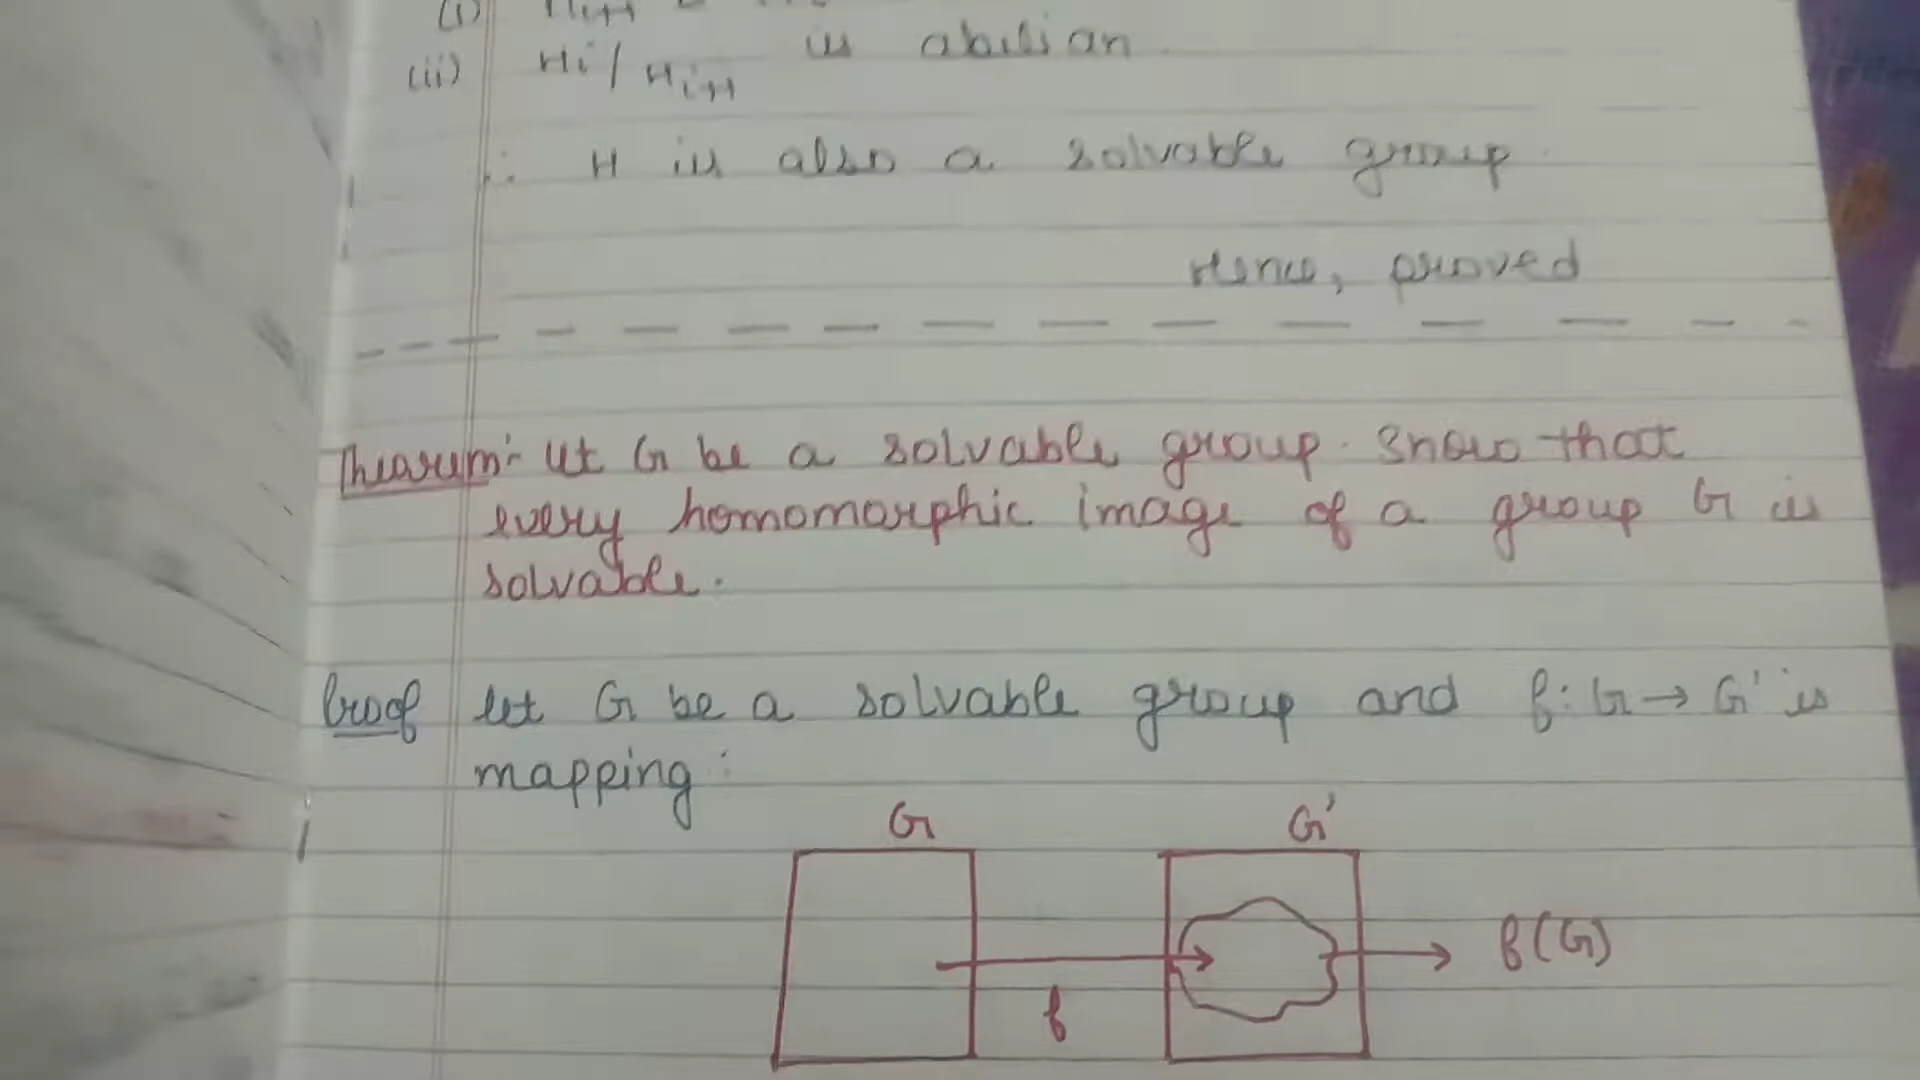 (i)
(ii) Hi/Hi+1 is abelian
∴ H is also a solvable group.
Hence, proved
Thearum:- let G be a solvable group. Show that
every homomorphic image of a group G is
solvable.
Proof let G be a solvable group and f: G → G' is
mapping:
G G'
f(G)
f